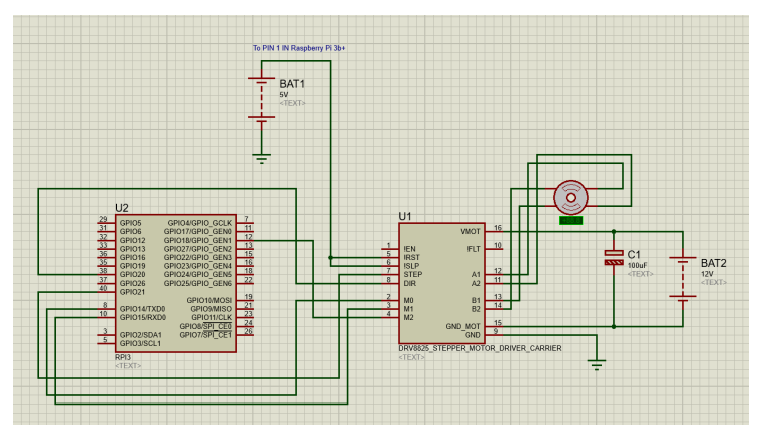 To PIN 1 IN Raspberry Pi 3b+
BAT1
5V
<TEXT>
U2
29 GPIO5 GPIO4/GPIO_GCLK 7
31 GPIO6 GPIO17/GPIO_GEN0 11
32 GPIO12 GPIO18/GPIO_GEN1 12
33 GPIO13 GPIO27/GPIO_GEN2 13
36 GPIO16 GPIO22/GPIO_GEN3 15
35 GPIO19 GPIO23/GPIO_GEN4 16
38 GPIO20 GPIO24/GPIO_GEN5 18
37 GPIO26 GPIO25/GPIO_GEN6 22
40 GPIO21
GPIO10/MOSI 19
8 GPIO14/TXD0 GPIO9/MISO 21
10 GPIO15/RXD0 GPIO11/CLK 23
GPIO8/SPI_CE0 24
3 GPIO2/SDA1 GPIO7/SPI_CE1 26
5 GPIO3/SCL1
RPI3
<TEXT>
U1
VMOT 16
1 !EN
5 !RST !FLT 10
6 !SLP
7 STEP A1 12
8 DIR A2 11
2 M0 B1 13
3 M1 B2 14
4 M2
GND_MOT 15
GND 9
DRV8825_STEPPER_MOTOR_DRIVER_CARRIER
<TEXT>
C1
100uF
<TEXT>
BAT2
12V
<TEXT>